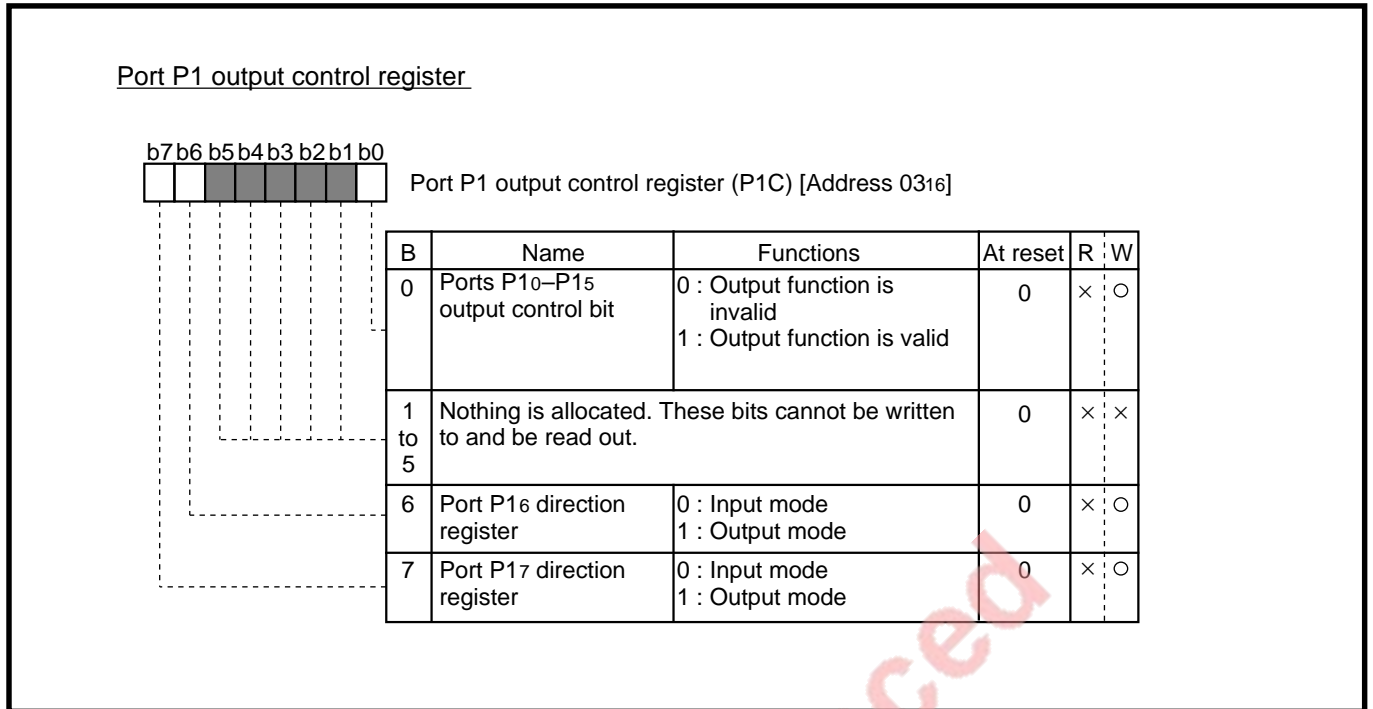 Port P1 output control register
b7 b6 b5 b4 b3 b2 b1 b0
Port P1 output control register (P1C) [Address 0316]
B Name Functions At reset R W
0 Ports P10–P15 0 : Output function is 0 × ○
output control bit invalid
1 : Output function is valid
1 Nothing is allocated. These bits cannot be written 0 × ×
to to and be read out.
5
6 Port P16 direction 0 : Input mode 0 × ○
register 1 : Output mode
7 Port P17 direction 0 : Input mode 0 × ○
register 1 : Output mode